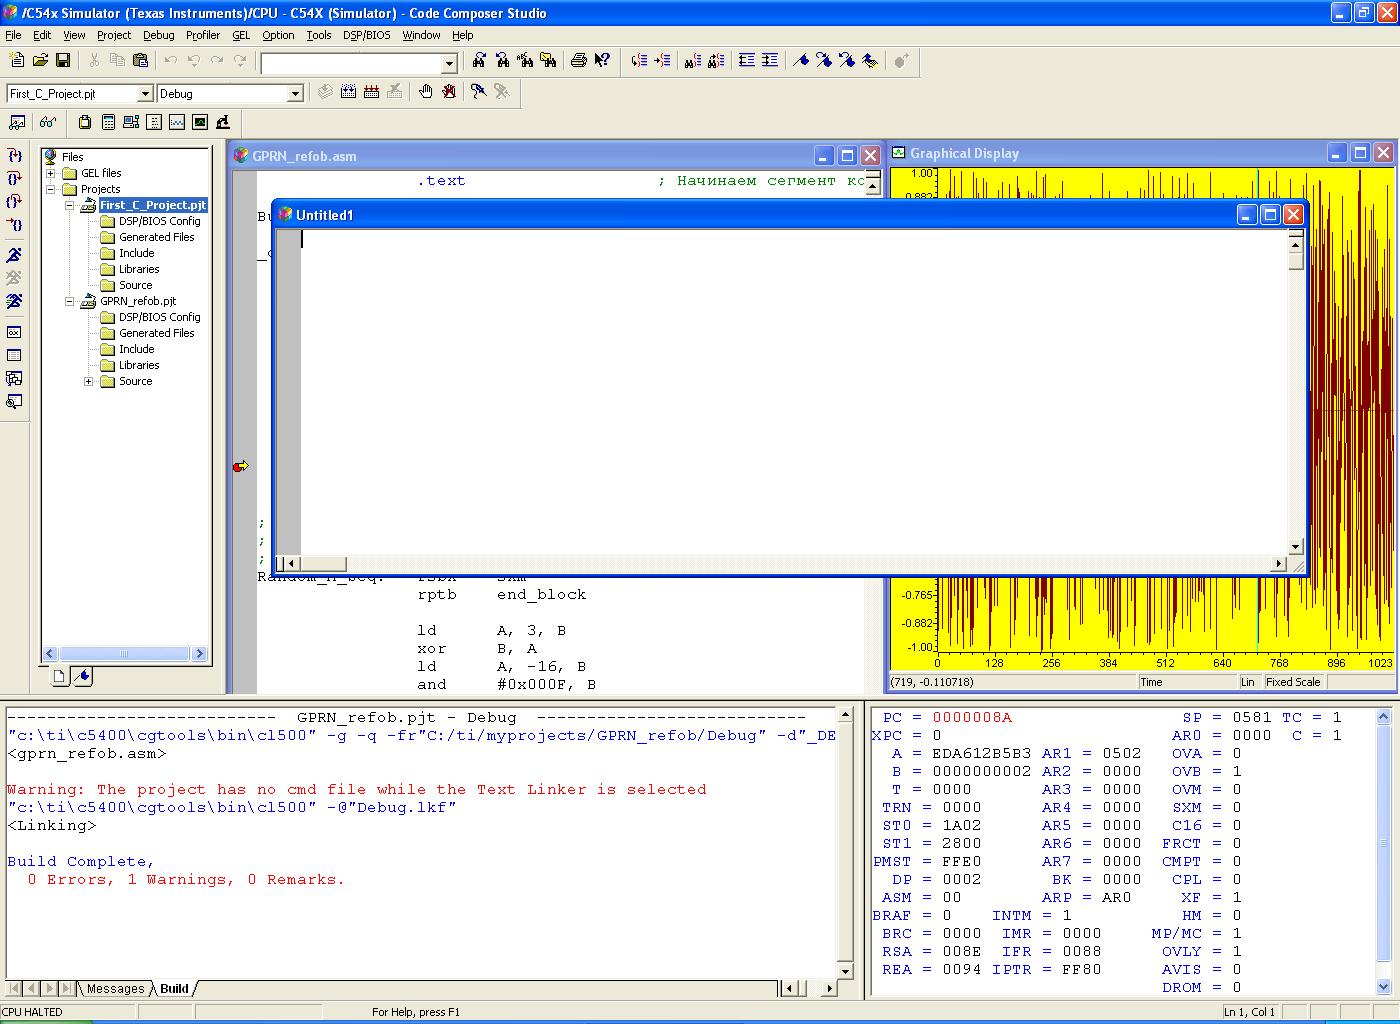 /C54x Simulator (Texas Instruments)/CPU - C54X (Simulator) - Code Composer Studio
File Edit View Project Debug Profiler GEL Option Tools DSP/BIOS Window Help
First_C_Project.pjt Debug
Files
GEL files
Projects
First_C_Project.pjt
DSP/BIOS Config
Generated Files
Include
Libraries
Source
GPRN_refob.pjt
DSP/BIOS Config
Generated Files
Include
Libraries
Source
GPRN_refob.asm
.text ; Начинаем сегмент ко
Untitled1
;
;
;
rptb end_block
ld A, 3, B
xor B, A
ld A, -16, B
and #0x000F, B
Graphical Display
1.00
0.882
-0.765
-0.882
-1.00
0 128 256 384 512 640 768 896 1023
(719, -0.110718) Time Lin Fixed Scale
--------------------------- GPRN_refob.pjt - Debug ---------------------------
"c:\ti\c5400\cgtools\bin\cl500" -g -q -fr"C:/ti/myprojects/GPRN_refob/Debug" -d"_DE
<gprn_refob.asm>
Warning: The project has no cmd file while the Text Linker is selected
"c:\ti\c5400\cgtools\bin\cl500" -@"Debug.lkf"
<Linking>
Build Complete,
0 Errors, 1 Warnings, 0 Remarks.
Messages Build
PC = 0000008A SP = 0581 TC = 1
XPC = 0 AR0 = 0000 C = 1
A = EDA612B5B3 AR1 = 0502 OVA = 0
B = 0000000002 AR2 = 0000 OVB = 1
T = 0000 AR3 = 0000 OVM = 0
TRN = 0000 AR4 = 0000 SXM = 0
ST0 = 1A02 AR5 = 0000 C16 = 0
ST1 = 2800 AR6 = 0000 FRCT = 0
PMST = FFE0 AR7 = 0000 CMPT = 0
DP = 0002 BK = 0000 CPL = 0
ASM = 00 ARP = AR0 XF = 1
BRAF = 0 INTM = 1 HM = 0
BRC = 0000 IMR = 0000 MP/MC = 1
RSA = 008E IFR = 0088 OVLY = 1
REA = 0094 IPTR = FF80 AVIS = 0
DROM = 0
CPU HALTED For Help, press F1 Ln 1, Col 1